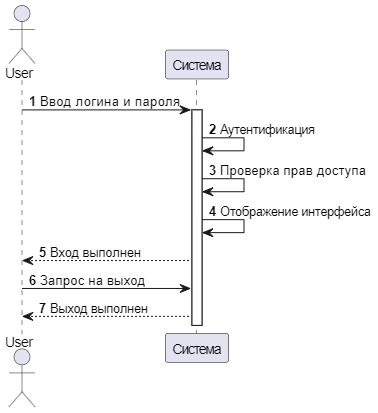 User
Система
1 Ввод логина и пароля
2 Аутентификация
3 Проверка прав доступа
4 Отображение интерфейса
5 Вход выполнен
6 Запрос на выход
7 Выход выполнен
User
Система